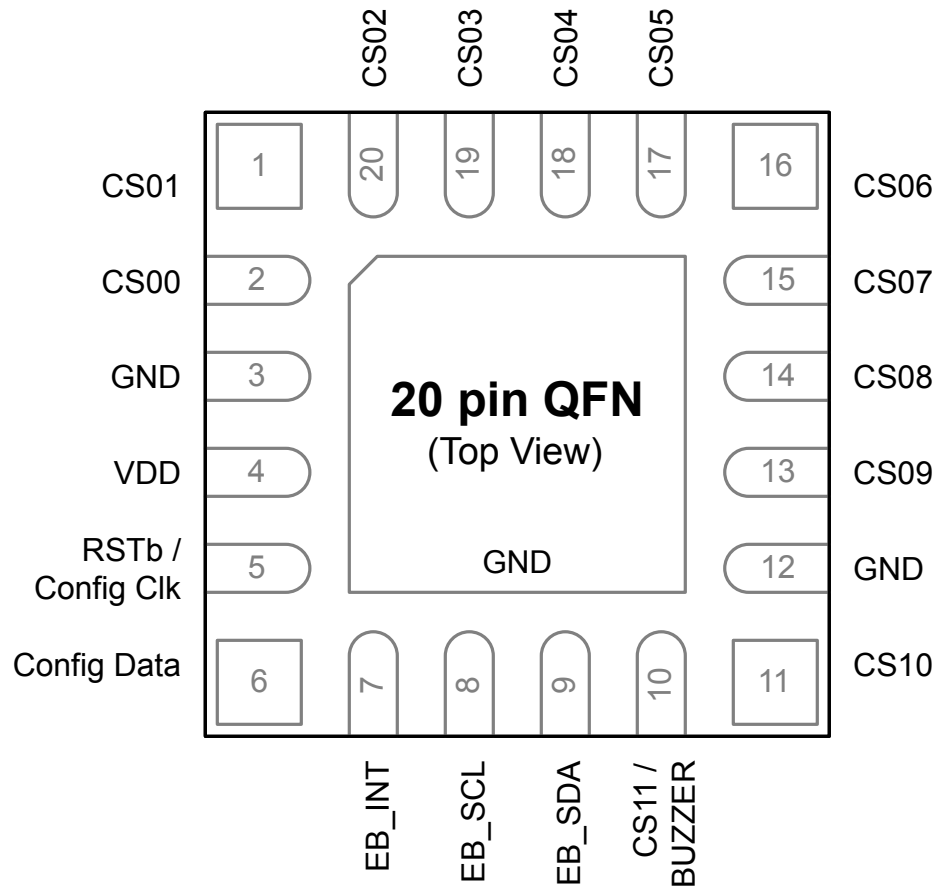 CS02
CS03
CS04
CS05
1
20
19
18
17
16
CS01
CS06
CS00
2
15
CS07
GND
3
14
CS08
20 pin QFN
(Top View)
VDD
4
13
CS09
RSTb /
Config Clk
5
GND
12
GND
Config Data
6
7
8
9
10
11
CS10
EB_INT
EB_SCL
EB_SDA
CS11 /
BUZZER